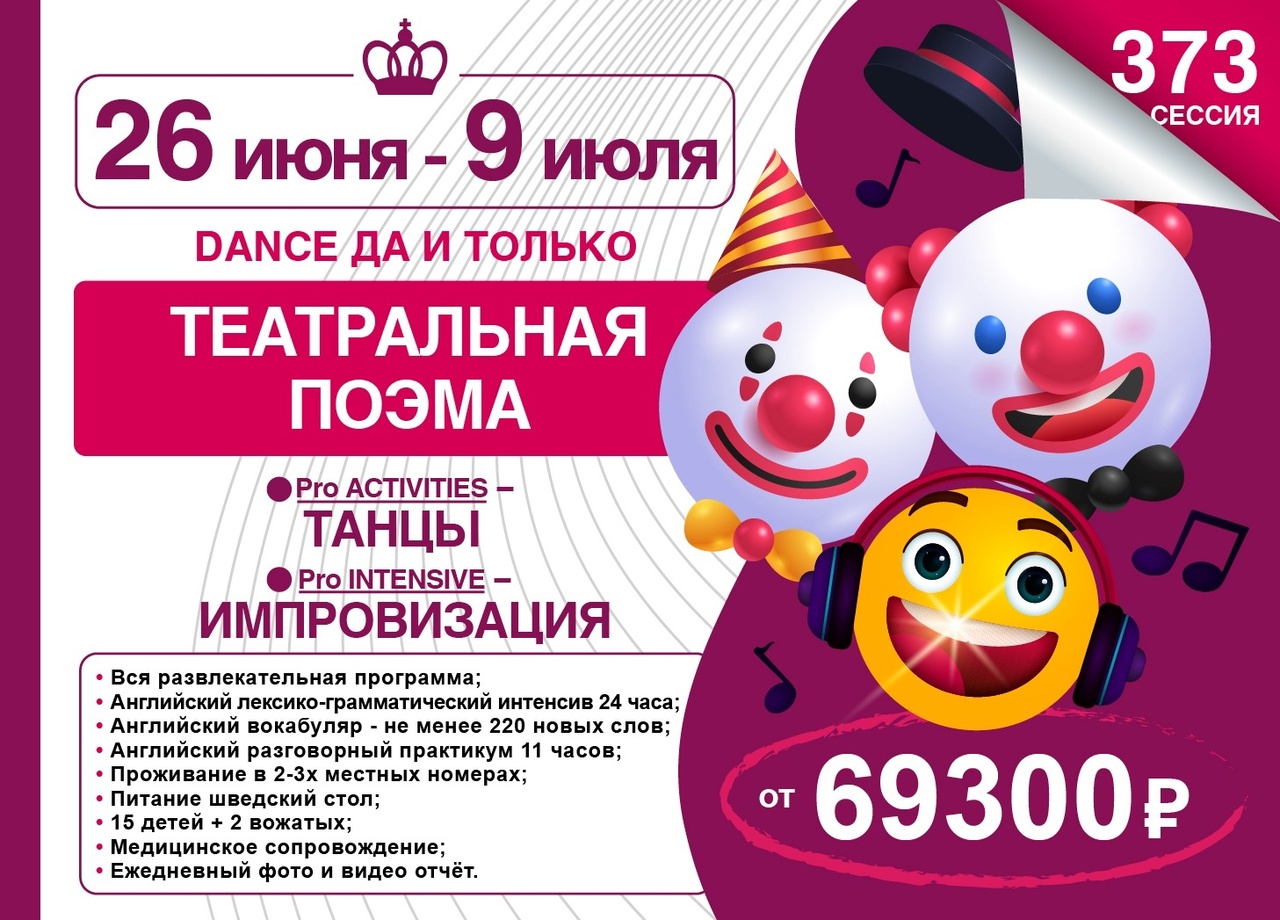 373
СЕССИЯ
26 июня - 9 июля
DANCE ДА И ТОЛЬКО
ТЕАТРАЛЬНАЯ
ПОЭМА
Pro ACTIVITIES –
ТАНЦЫ
Pro INTENSIVE –
ИМПРОВИЗАЦИЯ
• Вся развлекательная программа;
• Английский лексико-грамматический интенсив 24 часа;
• Английский вокабуляр - не менее 220 новых слов;
• Английский разговорный практикум 11 часов;
• Проживание в 2-3х местных номерах;
• Питание шведский стол;
• 15 детей + 2 вожатых;
• Медицинское сопровождение;
• Ежедневный фото и видео отчёт.
от 69300₽